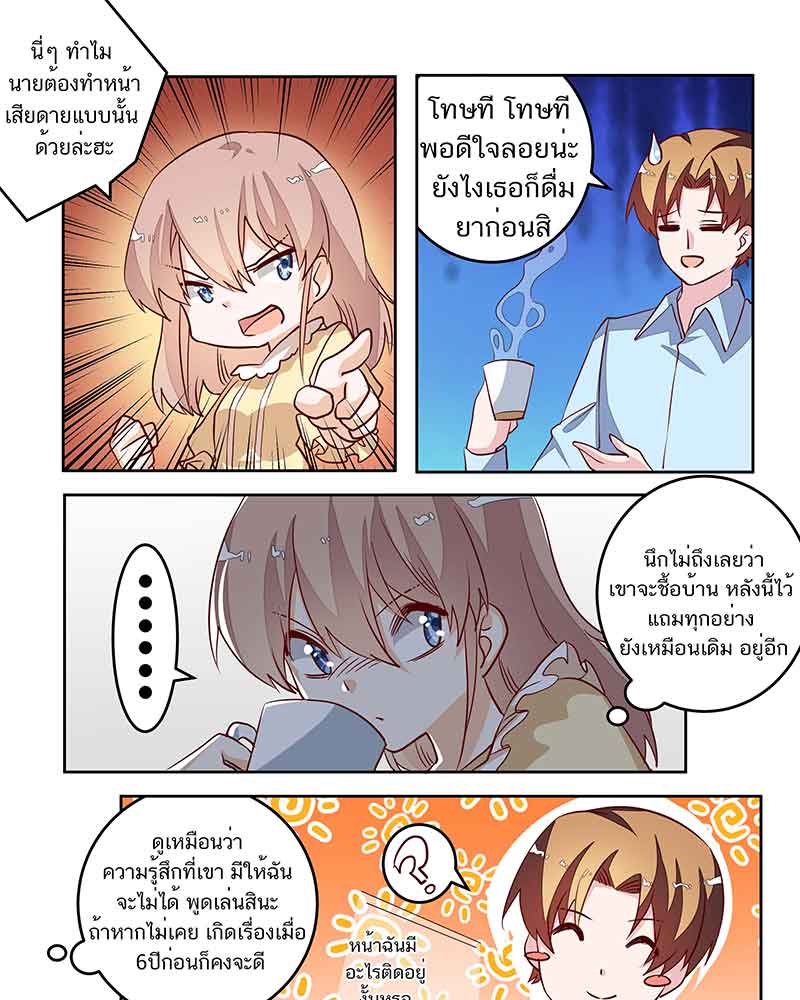 นี่ๆ ทำไม
นายต้องทำหน้า
เสียดายแบบนั้น
ด้วยล่ะฮะ
โทษที โทษที
พอดีใจลอยน่ะ
ยังไงเธอก็ดื่ม
ยาก่อนสิ
นึกไม่ถึงเลยว่า
เขาจะซื้อบ้าน หลังนี้ไว้
แถมทุกอย่าง
ยังเหมือนเดิม อยู่อีก
ดูเหมือนว่า
ความรู้สึกที่เขา มีให้ฉัน
จะไม่ได้ พูดเล่นสินะ
ถ้าหากไม่เคย เกิดเรื่องเมื่อ
6ปีก่อนก็คงจะดี
?
หน้าฉันมี
อะไรติดอยู่
งั้นหรอ